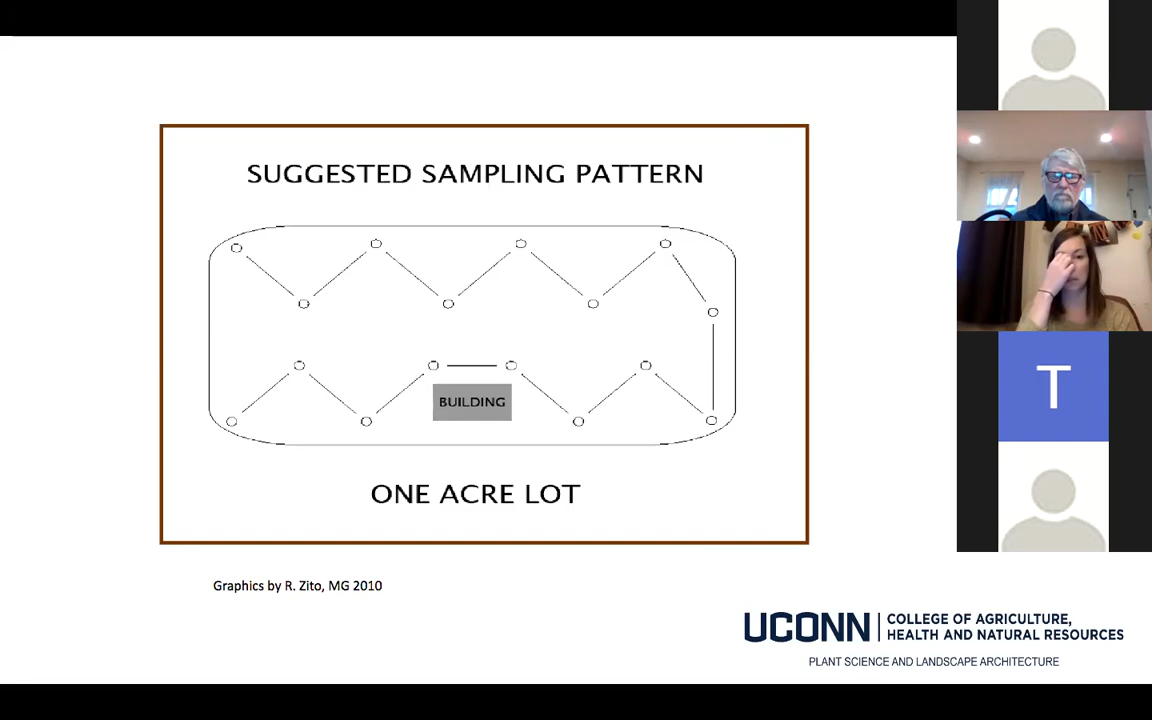 SUGGESTED SAMPLING PATTERN
BUILDING
ONE ACRE LOT
Graphics by R. Zito, MG 2010
UCONN
COLLEGE OF AGRICULTURE,
HEALTH AND NATURAL RESOURCES
PLANT SCIENCE AND LANDSCAPE ARCHITECTURE
T